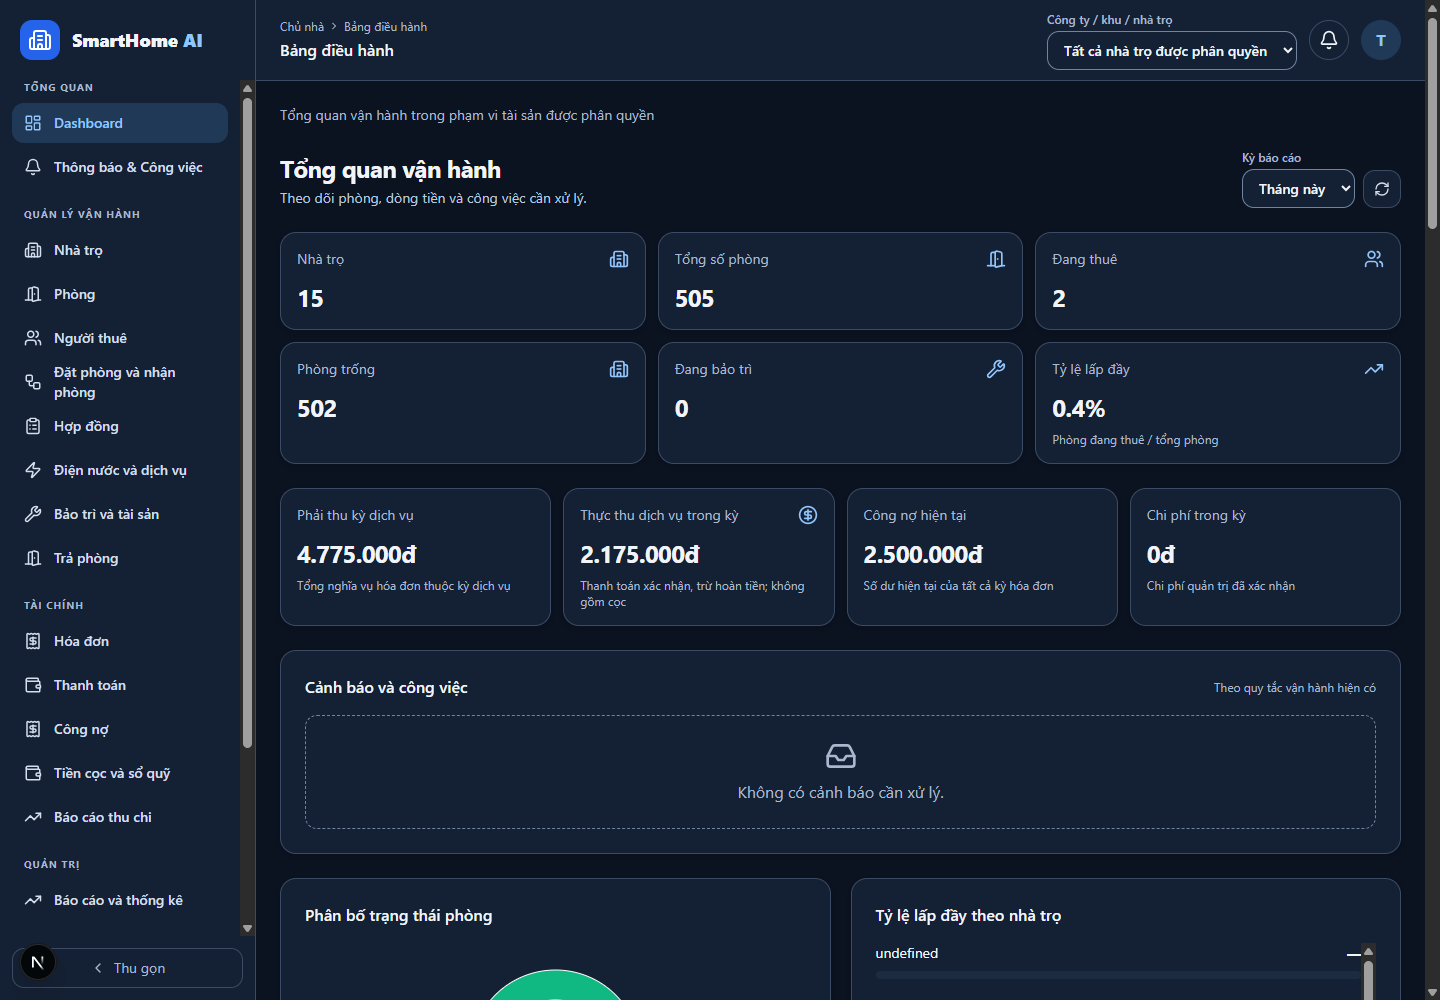 SmartHome AI
TỔNG QUAN
Dashboard
Thông báo & Công việc
QUẢN LÝ VẬN HÀNH
Nhà trọ
Phòng
Người thuê
Đặt phòng và nhận
phòng
Hợp đồng
Điện nước và dịch vụ
Bảo trì và tài sản
Trả phòng
TÀI CHÍNH
Hóa đơn
Thanh toán
Công nợ
Tiền cọc và sổ quỹ
Báo cáo thu chi
QUẢN TRỊ
Báo cáo và thống kê
N
Thu gọn
Chủ nhà > Bảng điều hành
Bảng điều hành
Công ty / khu / nhà trọ
Tất cả nhà trọ được phân quyền
T
Tổng quan vận hành trong phạm vi tài sản được phân quyền
Tổng quan vận hành
Theo dõi phòng, dòng tiền và công việc cần xử lý.
Kỳ báo cáo
Tháng này
Nhà trọ
15
Tổng số phòng
505
Đang thuê
2
Phòng trống
502
Đang bảo trì
0
Tỷ lệ lấp đầy
0.4%
Phòng đang thuê / tổng phòng
Phải thu kỳ dịch vụ
4.775.000đ
Tổng nghĩa vụ hóa đơn thuộc kỳ dịch vụ
Thực thu dịch vụ trong kỳ
2.175.000đ
Thanh toán xác nhận, trừ hoàn tiền; không
gồm cọc
Công nợ hiện tại
2.500.000đ
Số dư hiện tại của tất cả kỳ hóa đơn
Chi phí trong kỳ
0đ
Chi phí quản trị đã xác nhận
Cảnh báo và công việc
Theo quy tắc vận hành hiện có
Không có cảnh báo cần xử lý.
Phân bố trạng thái phòng
Tỷ lệ lấp đầy theo nhà trọ
undefined
—